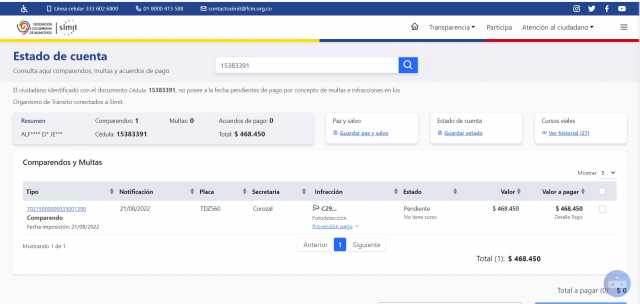 Línea celular 333 602 6800 01 8000 413 588 contactosimit@fcm.org.co
FEDERACIÓN COLOMBIANA DE MUNICIPIOS simit Transparencia Participa Atención al ciudadano
Estado de cuenta
Consulta aquí comparendos, multas y acuerdos de pago
15383391
El ciudadano identificado con el documento Cédula 15383391, no posee a la fecha pendientes de pago por concepto de multas e infracciones en los
Organismo de Tránsito conectados a Simit.
Resumen Comparendos: 1 Multas: 0 Acuerdos de pago: 0
Cédula: 15383391 Total: $ 468.450
Paz y salvo
Guardar paz y salvo
Estado de cuenta
Guardar estado
Cursos viales
Ver historial (27)
Comparendos y Multas
Mostrar 5
Tipo Notificación Placa Secretaría Infracción Estado Valor Valor a pagar
21/08/2022 TDZ560 Corozal C29... Pendiente $ 468.450 $ 468.450
Comparendo Fotodetección No tiene curso Detalle Pago
Fecha imposición: 21/08/2022 Proyección pago
Mostrando 1 de 1 Anterior 1 Siguiente
Total (1): $ 468.450
Total a pagar (0): $ 0